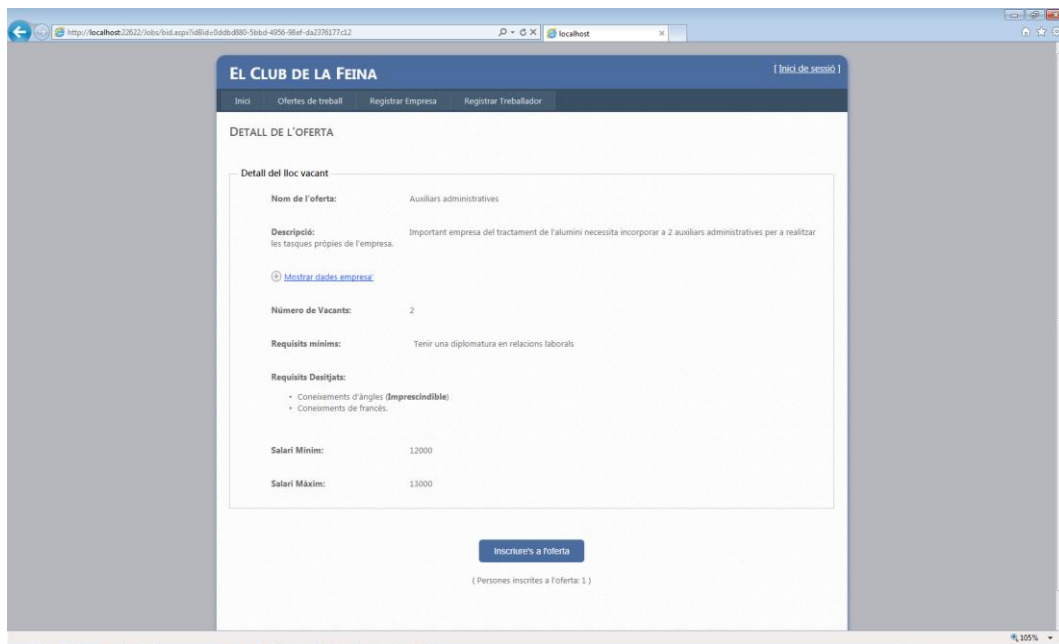 http://localhost:22622/Jobs/bid.aspx?idBid=0ddbd880-5bbd-4956-98ef-da2376177c12
localhost
EL CLUB DE LA FEINA
[ Inici de sessió ]
Inici Ofertes de treball Registrar Empresa Registrar Treballador
DETALL DE L'OFERTA
Detall del lloc vacant
Nom de l'oferta: Auxiliars administratives
Descripció: Important empresa del tractament de l'alumini necessita incorporar a 2 auxiliars administratives per a realitzar
les tasques pròpies de l'empresa.
Mostrar dades empresa'
Número de Vacants: 2
Requisits mínims: Tenir una diplomatura en relacions laborals
Requisits Desitjats:
• Coneixements d'àngles (Imprescindible)
• Coneixments de francès.
Salari Mínim: 12000
Salari Màxim: 13000
Inscriure's a l'oferta
( Persones inscrites a l'oferta: 1 )
105%